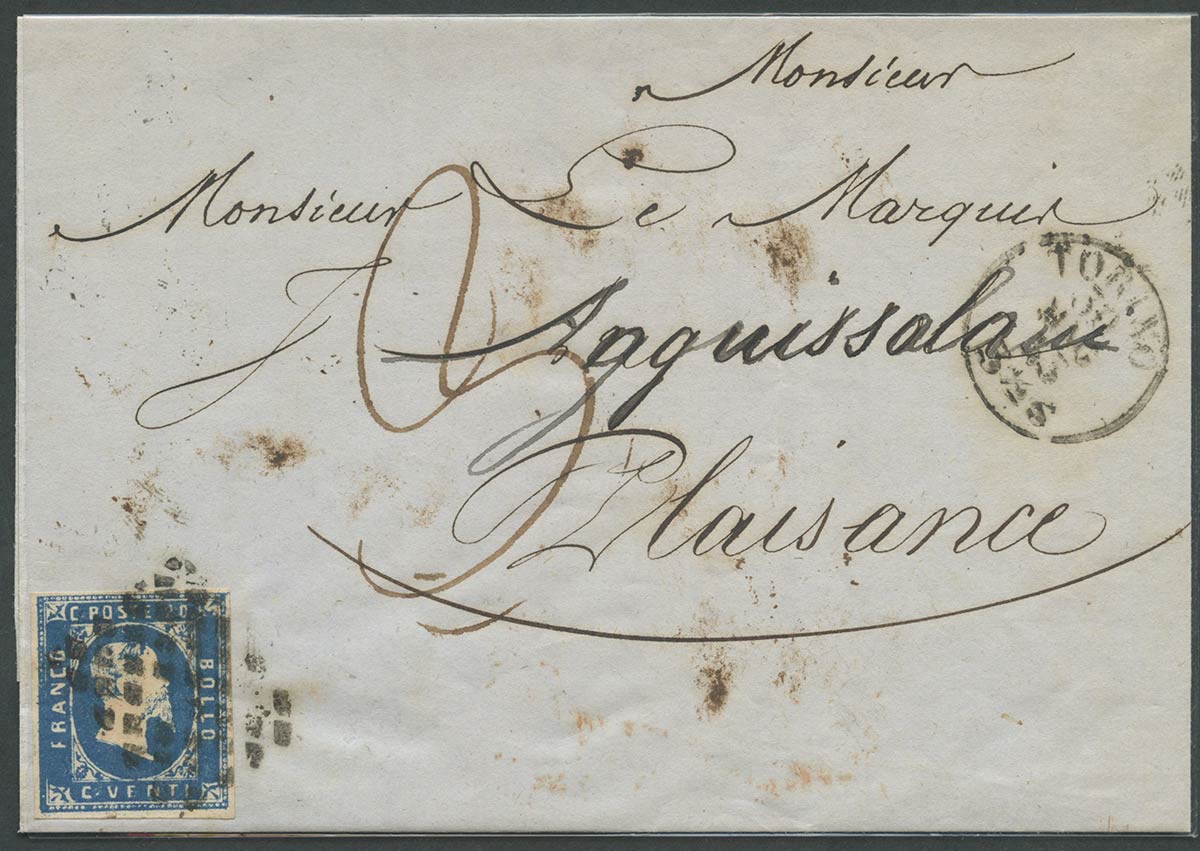 Monsieur
Monsieur Le Marquis
Anguissola
Plaisance
TORINO
C. POSTE 20
FRANCO
BOLLO
C. VENTI